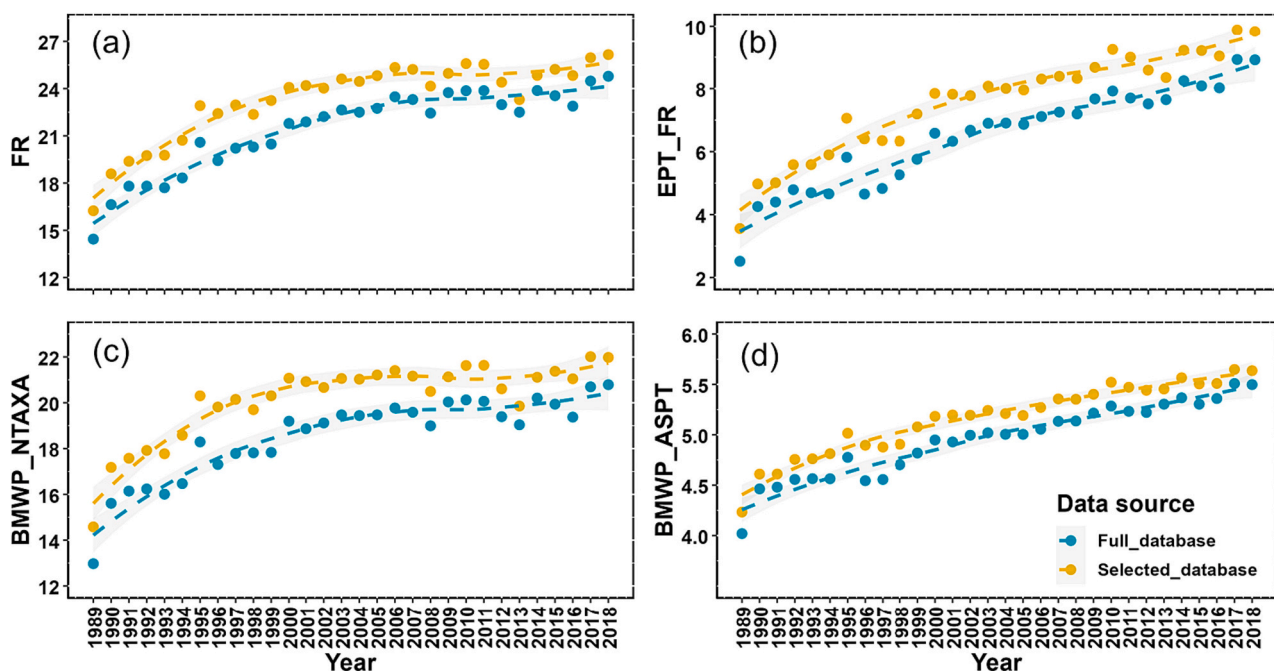 (a)
FR
27
24
21
18
15
12
(b)
EPT_FR
10
8
6
4
2
(c)
BMWP_NTAXA
22
20
18
16
14
12
1989 1990 1991 1992 1993 1994 1995 1996 1997 1998 1999 2000 2001 2002 2003 2004 2005 2006 2007 2008 2009 2010 2011 2012 2013 2014 2015 2016 2017 2018
Year
(d)
BMWP_ASPT
6.0
5.5
5.0
4.5
4.0
Data source
Full_database
Selected_database
1989 1990 1991 1992 1993 1994 1995 1996 1997 1998 1999 2000 2001 2002 2003 2004 2005 2006 2007 2008 2009 2010 2011 2012 2013 2014 2015 2016 2017 2018
Year